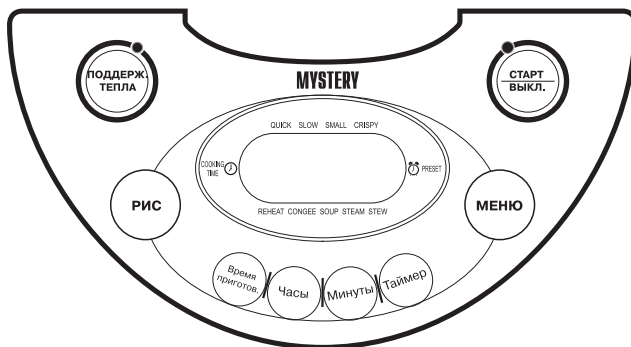 ПОДДЕРЖ.
ТЕПЛА
MYSTERY
СТАРТ
ВЫКЛ.
QUICK SLOW SMALL CRISPY
COOKING
TIME
PRESET
REHEAT CONGEE SOUP STEAM STEW
РИС
МЕНЮ
Время
приготов.
Часы
Минуты
Таймер